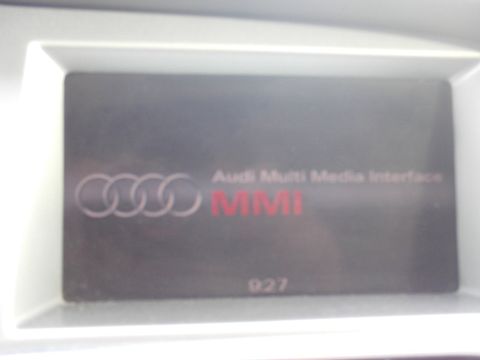 Audi Multi Media Interface
MMi
927